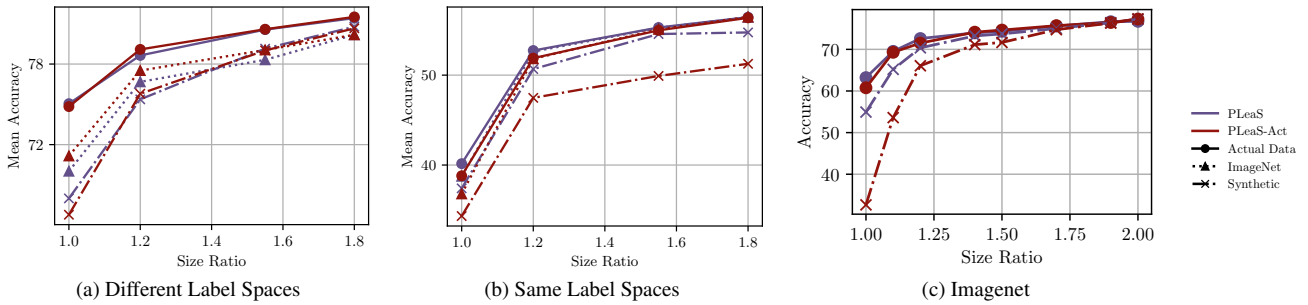 Mean Accuracy
78
72
1.0 1.2 1.4 1.6 1.8
Size Ratio
(a) Different Label Spaces
Mean Accuracy
50
40
1.0 1.2 1.4 1.6 1.8
Size Ratio
(b) Same Label Spaces
Accuracy
70
60
50
40
1.00 1.25 1.50 1.75 2.00
Size Ratio
(c) Imagenet
PLeaS
PLeaS-Act
Actual Data
ImageNet
Synthetic